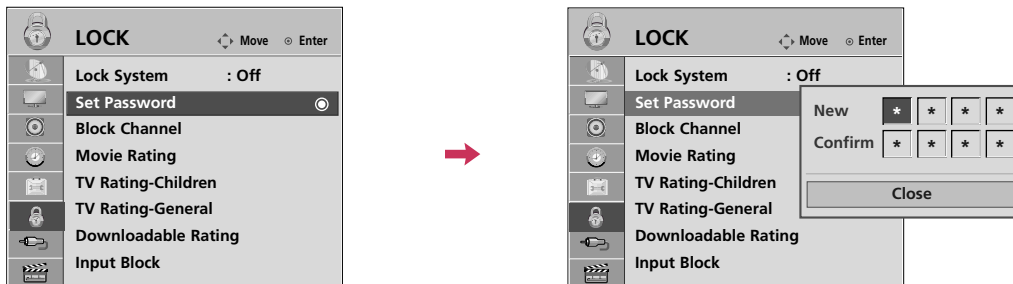 LOCK Move Enter
Lock System : Off
Set Password
Block Channel
Movie Rating
TV Rating-Children
TV Rating-General
Downloadable Rating
Input Block
LOCK Move Enter
Lock System : Off
Set Password
Block Channel
Movie Rating
TV Rating-Children
TV Rating-General
Downloadable Rating
Input Block
New * * * *
Confirm * * * *
Close